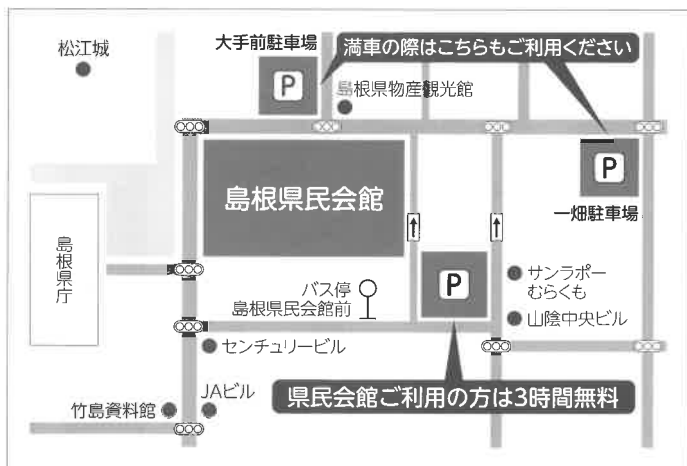 松江城
大手前駐車場
満車の際はこちらもご利用ください
P
島根県物産観光館
島根県民会館
P
一畑駐車場
島根県庁
バス停
島根県民会館前
P
サンラポー
むらくも
山陰中央ビル
センチュリービル
県民会館ご利用の方は3時間無料
JAビル
竹島資料館